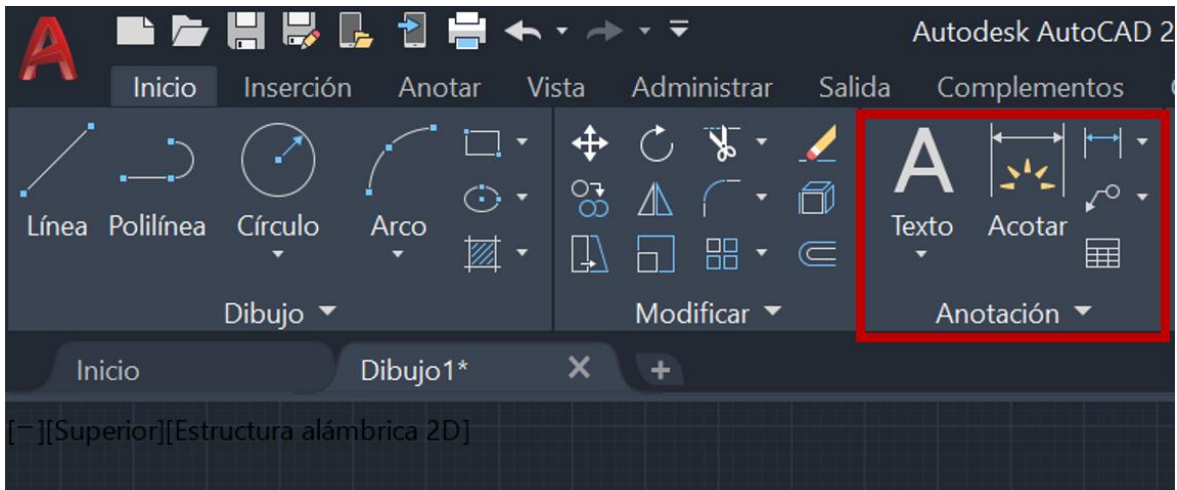 Autodesk AutoCAD 2
Inicio Inserción Anotar Vista Administrar Salida Complementos
Línea Polilínea Círculo Arco Texto Acotar
Dibujo Modificar Anotación
Inicio Dibujo1*
[−][Superior][Estructura alámbrica 2D]